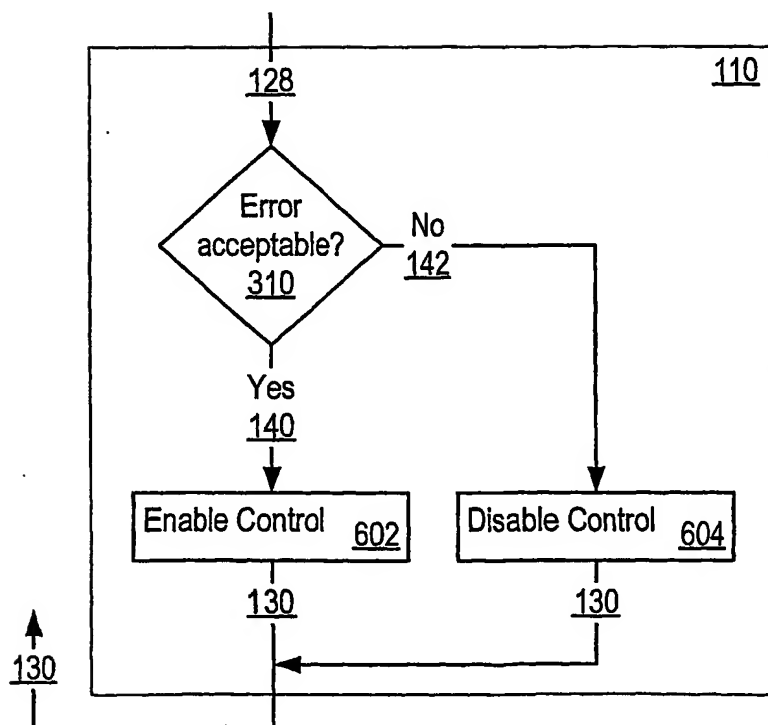 110
128
Error
acceptable?
310
No
142
Yes
140
Enable Control 602
Disable Control 604
130
130
130